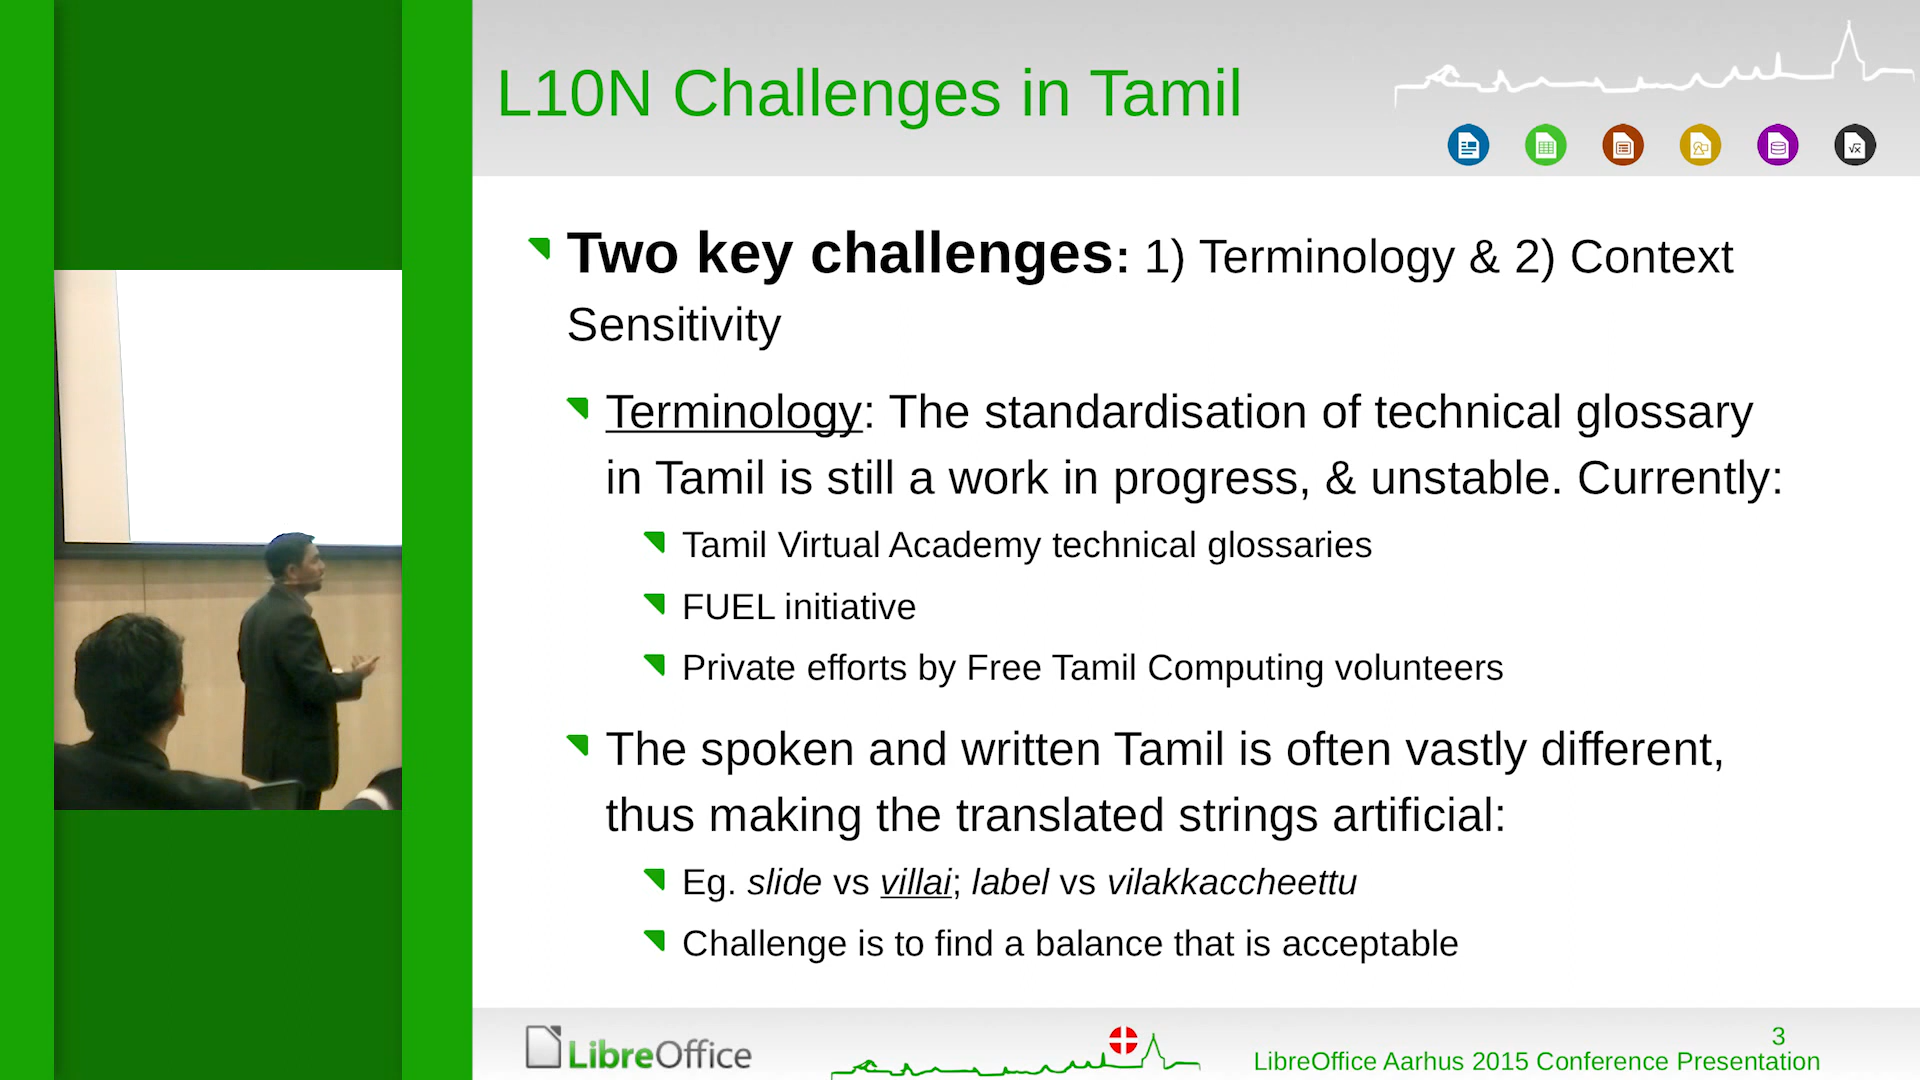 L10N Challenges in Tamil
Two key challenges: 1) Terminology & 2) Context
Sensitivity
Terminology: The standardisation of technical glossary
in Tamil is still a work in progress, & unstable. Currently:
Tamil Virtual Academy technical glossaries
FUEL initiative
Private efforts by Free Tamil Computing volunteers
The spoken and written Tamil is often vastly different,
thus making the translated strings artificial:
Eg. slide vs villai; label vs vilakkaccheettu
Challenge is to find a balance that is acceptable
LibreOffice
3
LibreOffice Aarhus 2015 Conference Presentation